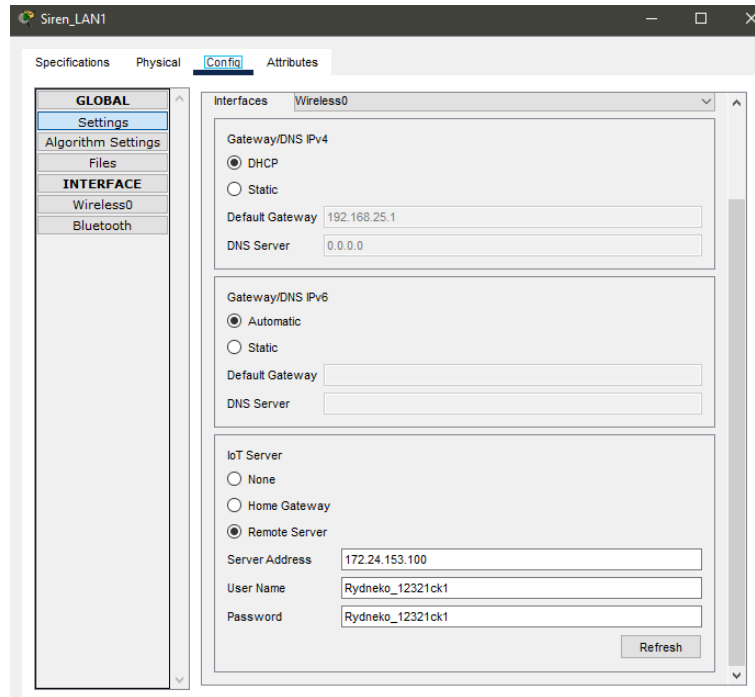 Siren_LAN1
Specifications Physical Config Attributes
GLOBAL
Settings
Algorithm Settings
Files
INTERFACE
Wireless0
Bluetooth
Interfaces Wireless0
Gateway/DNS IPv4
DHCP
Static
Default Gateway 192.168.25.1
DNS Server 0.0.0.0
Gateway/DNS IPv6
Automatic
Static
Default Gateway
DNS Server
IoT Server
None
Home Gateway
Remote Server
Server Address 172.24.153.100
User Name Rydneko_12321ck1
Password Rydneko_12321ck1
Refresh